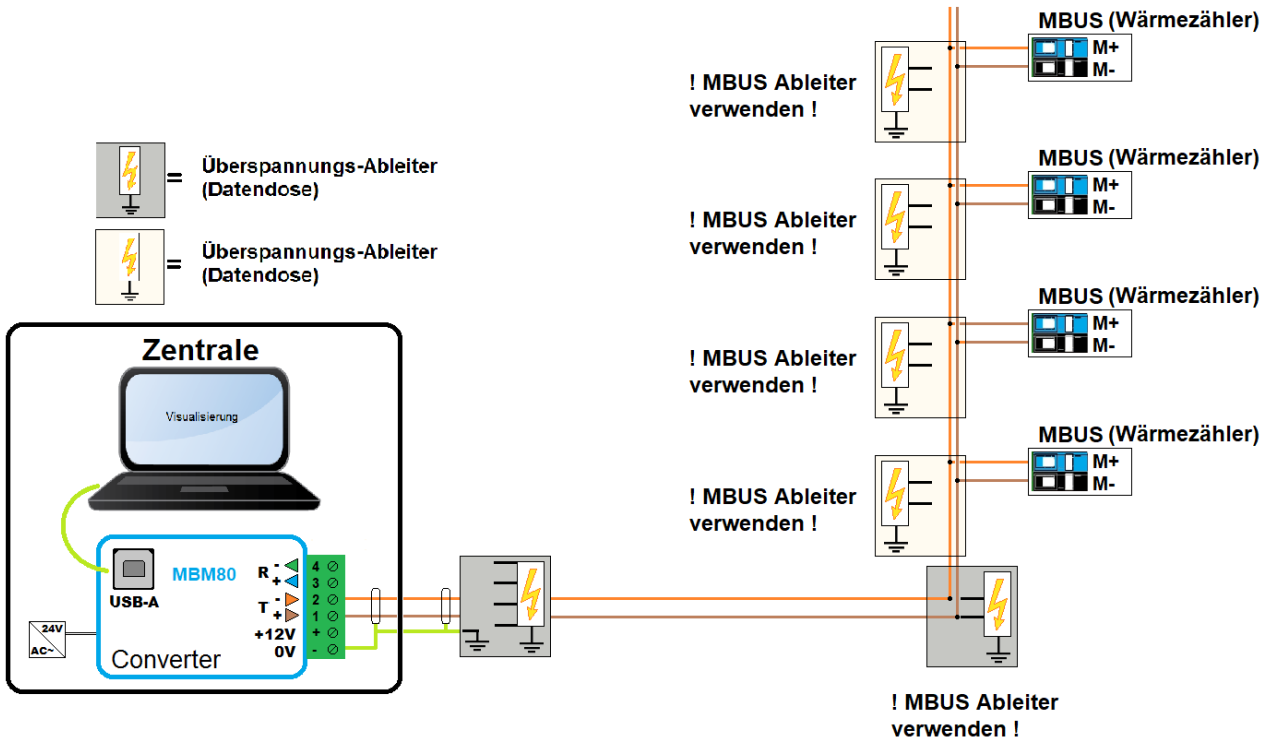 MBUS (Wärmezähler)
M+
M-
! MBUS Ableiter
verwenden !
MBUS (Wärmezähler)
M+
M-
! MBUS Ableiter
verwenden !
MBUS (Wärmezähler)
M+
M-
! MBUS Ableiter
verwenden !
MBUS (Wärmezähler)
M+
M-
! MBUS Ableiter
verwenden !
= Überspannungs-Ableiter
(Datendose)
= Überspannungs-Ableiter
(Datendose)
Zentrale
Visualisierung
USB-A
MBM80
R - 4
+ 3
T - 2
+ 1
+12V +
0V -
24V
AC~
Converter
! MBUS Ableiter
verwenden !